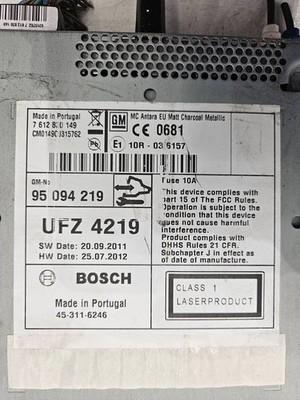 Made in Portugal
7 612 830 149
CM0149C0315762
GM
MC Antara EU Matt Charcoal Metallic
CE 0681
Pb
E1 10R - 03 6157
GM-No
95 094 219
UFZ 4219
SW Date: 20.09.2011
HW Date: 25.07.2012
BOSCH
Made in Portugal
45-311-6246
Fuse 10A
This device complies with
part 15 of The FCC Rules.
Operation is subject to the
condition that this device
does not cause harmful
interference.
Product complies with
DHHS Rules 21 CFR.
Subchapter J in effect as
of date of manufacture.
CLASS 1
LASERPRODUCT